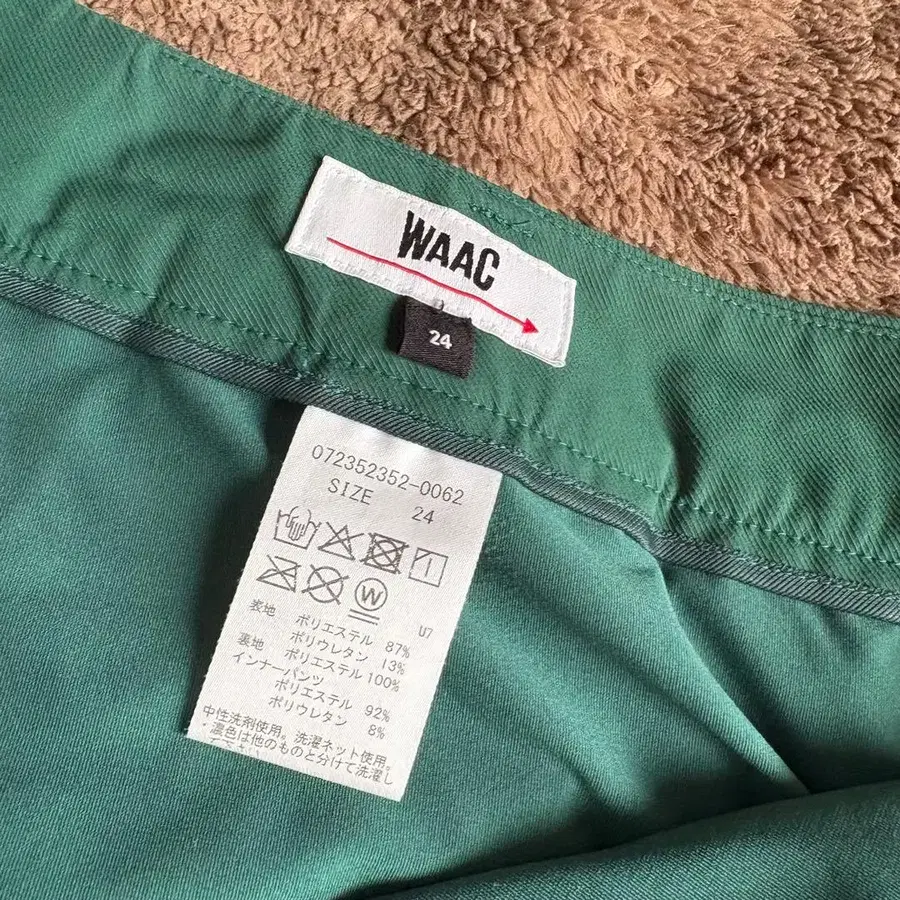 WAAC
24
072352352-0062
SIZE 24
W
U7
表地 ポリエステル 87%
ポリウレタン 13%
裏地 ポリエステル 100%
インナーパンツ
ポリエステル 92%
ポリウレタン 8%
中性洗剤使用。洗濯ネット使用。
・濃色は他のものと分けて洗濯し
て下さい